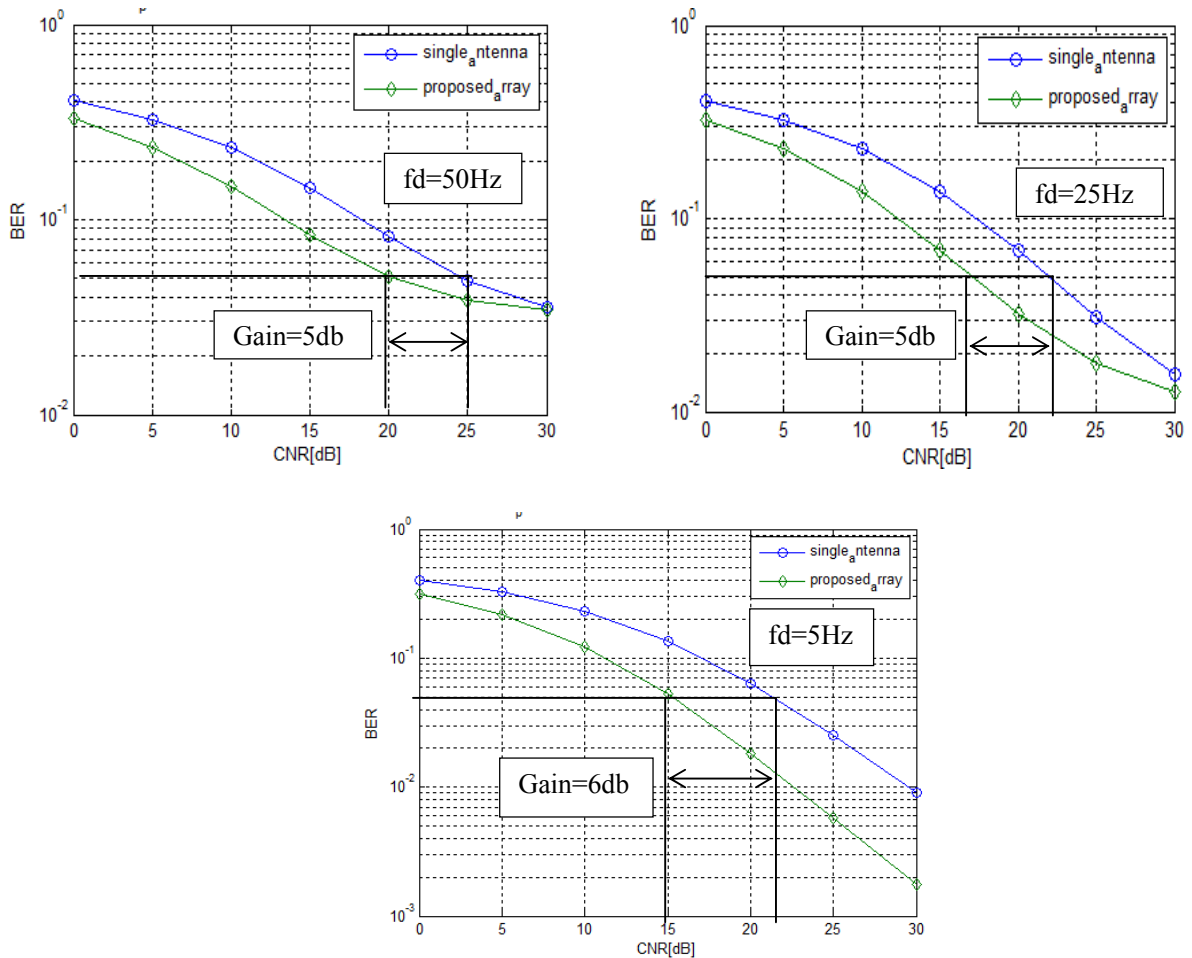 p
10^0
single_antenna
proposed_array
fd=50Hz
10^-1
BER
Gain=5db
10^-2
0 5 10 15 20 25 30
CNR[dB]
10^0
single_antenna
proposed_array
fd=25Hz
10^-1
BER
Gain=5db
10^-2
0 5 10 15 20 25 30
CNR[dB]
p
10^0
single_antenna
proposed_array
fd=5Hz
10^-1
BER
Gain=6db
10^-2
10^-3
0 5 10 15 20 25 30
CNR[dB]